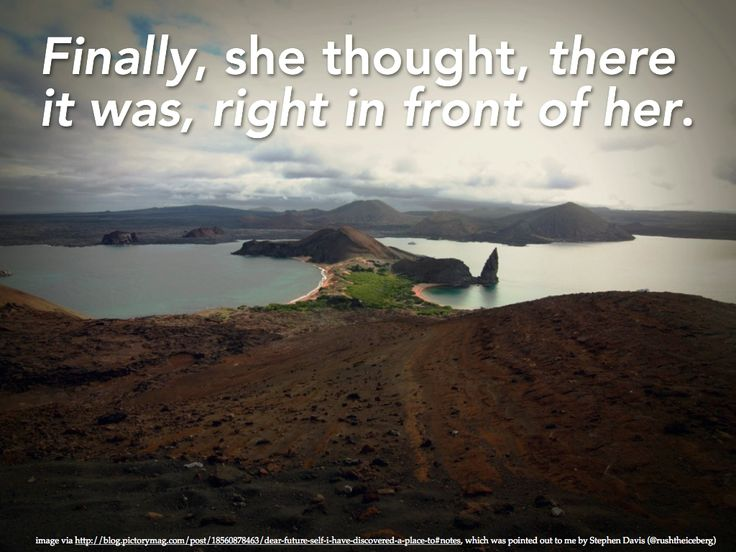 Finally, she thought, there
it was, right in front of her.
image via http://blog.pictorymag.com/post/18560878463/dear-future-self-i-have-discovered-a-place-to#notes, which was pointed out to me by Stephen Davis (@rushtheiceberg)